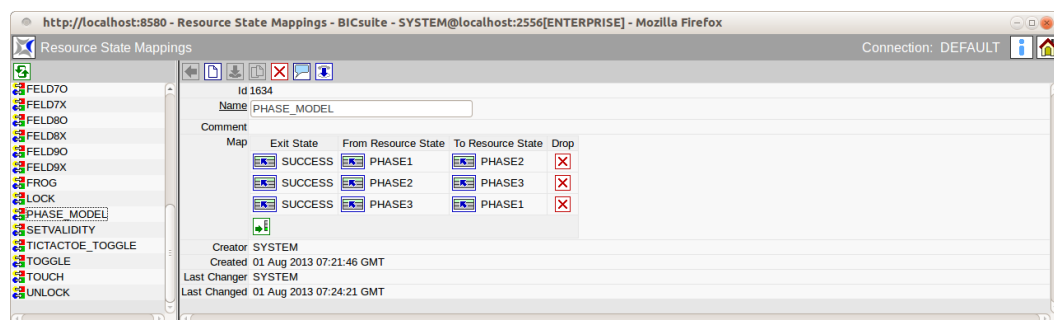 http://localhost:8580 - Resource State Mappings - BICsuite - SYSTEM@localhost:2556[ENTERPRISE] - Mozilla Firefox
Resource State Mappings Connection: DEFAULT
FELD7O
FELD7X
FELD8O
FELD8X
FELD9O
FELD9X
FROG
LOCK
PHASE_MODEL
SETVALIDITY
TICTACTOE_TOGGLE
TOGGLE
TOUCH
UNLOCK
Id 1634
Name PHASE_MODEL
Comment
Map Exit State From Resource State To Resource State Drop
SUCCESS PHASE1 PHASE2
SUCCESS PHASE2 PHASE3
SUCCESS PHASE3 PHASE1
Creator SYSTEM
Created 01 Aug 2013 07:21:46 GMT
Last Changer SYSTEM
Last Changed 01 Aug 2013 07:24:21 GMT